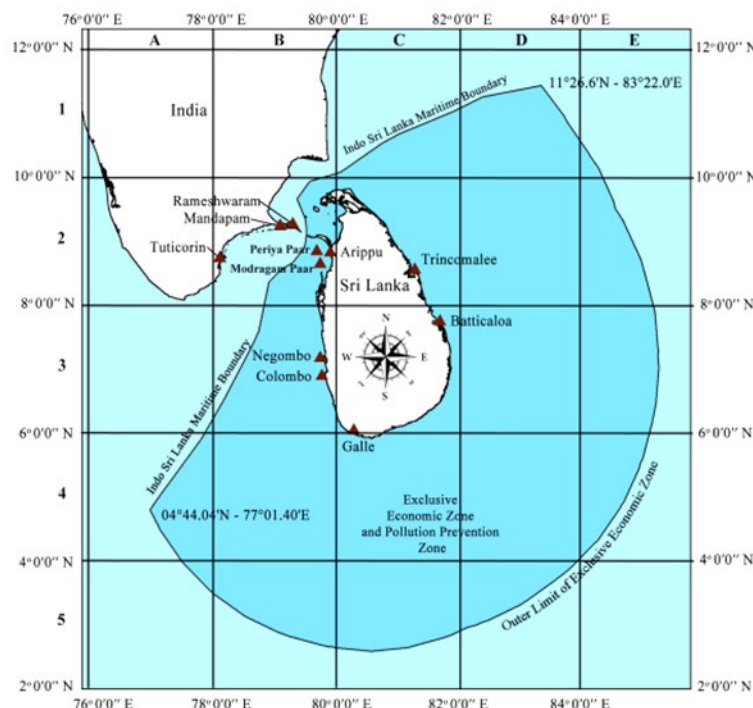 76°0'0'' E 78°0'0'' E 80°0'0'' E 82°0'0'' E 84°0'0'' E
12°0'0'' N A B C D E 12°0'0'' N
11°26.6'N - 83°22.0'E
Indo Sri Lanka Maritime Boundary
1
India
10°0'0'' N 10°0'0'' N
Rameshwaram
Mandapam
2
Tuticorin
Periya Paar
Arippu
Modragam Paar
Trincomalee
Sri Lanka
8°0'0'' N 8°0'0'' N
Batticaloa
N
3
Negombo
W E
Colombo
S
Indo Sri Lanka Maritime Boundary
6°0'0'' N 6°0'0'' N
Galle
4
04°44.04'N - 77°01.40'E
Exclusive
Economic Zone
and Pollution Prevention
Zone
Outer Limit of Exclusive Economic Zone
4°0'0'' N 4°0'0'' N
5
2°0'0'' N 2°0'0'' N
76°0'0'' E 78°0'0'' E 80°0'0'' E 82°0'0'' E 84°0'0'' E